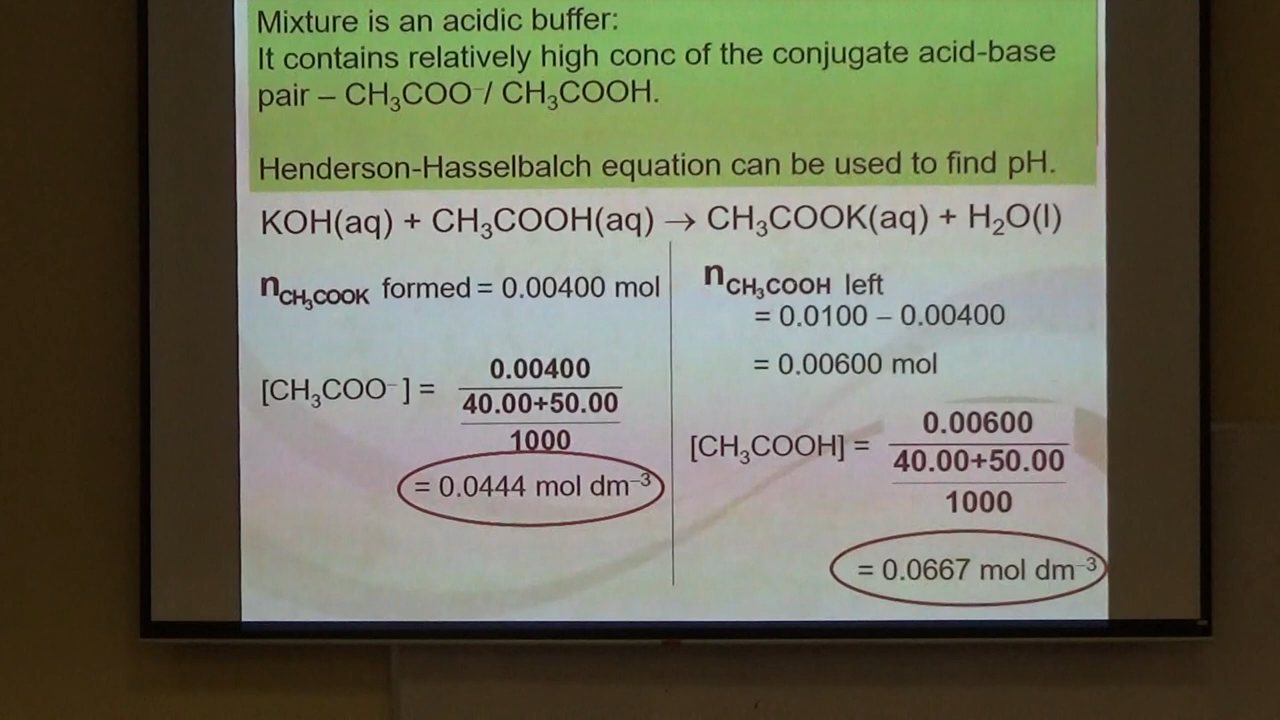 Mixture is an acidic buffer:
It contains relatively high conc of the conjugate acid-base
pair – CH₃COO⁻/ CH₃COOH.
Henderson-Hasselbalch equation can be used to find pH.
KOH(aq) + CH₃COOH(aq) → CH₃COOK(aq) + H₂O(l)
n_CH₃COOK formed = 0.00400 mol
[CH₃COO⁻] =
0.00400
40.00+50.00
1000
= 0.0444 mol dm⁻³
n_CH₃COOH left
= 0.0100 – 0.00400
= 0.00600 mol
[CH₃COOH] =
0.00600
40.00+50.00
1000
= 0.0667 mol dm⁻³